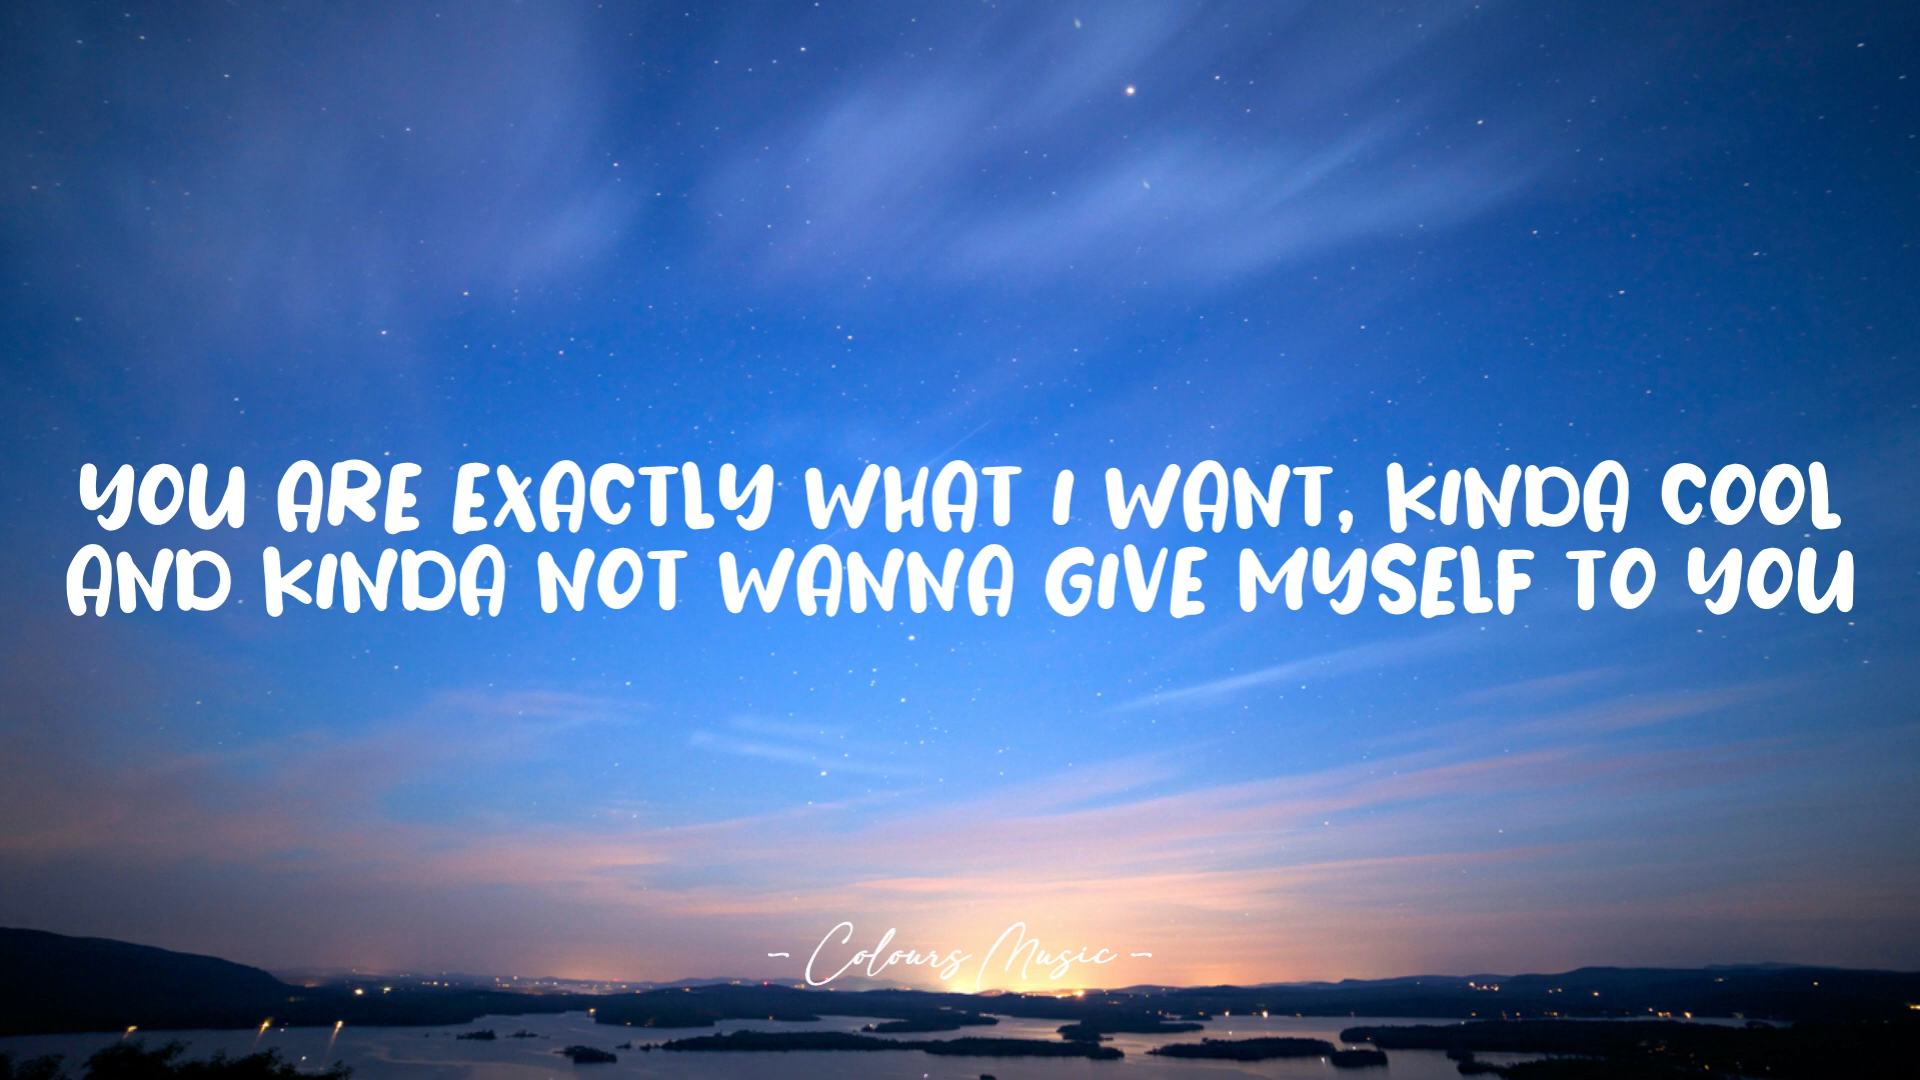 YOU ARE EXACTLY WHAT I WANT, KINDA COOL
AND KINDA NOT WANNA GIVE MYSELF TO YOU
- Colours Music -